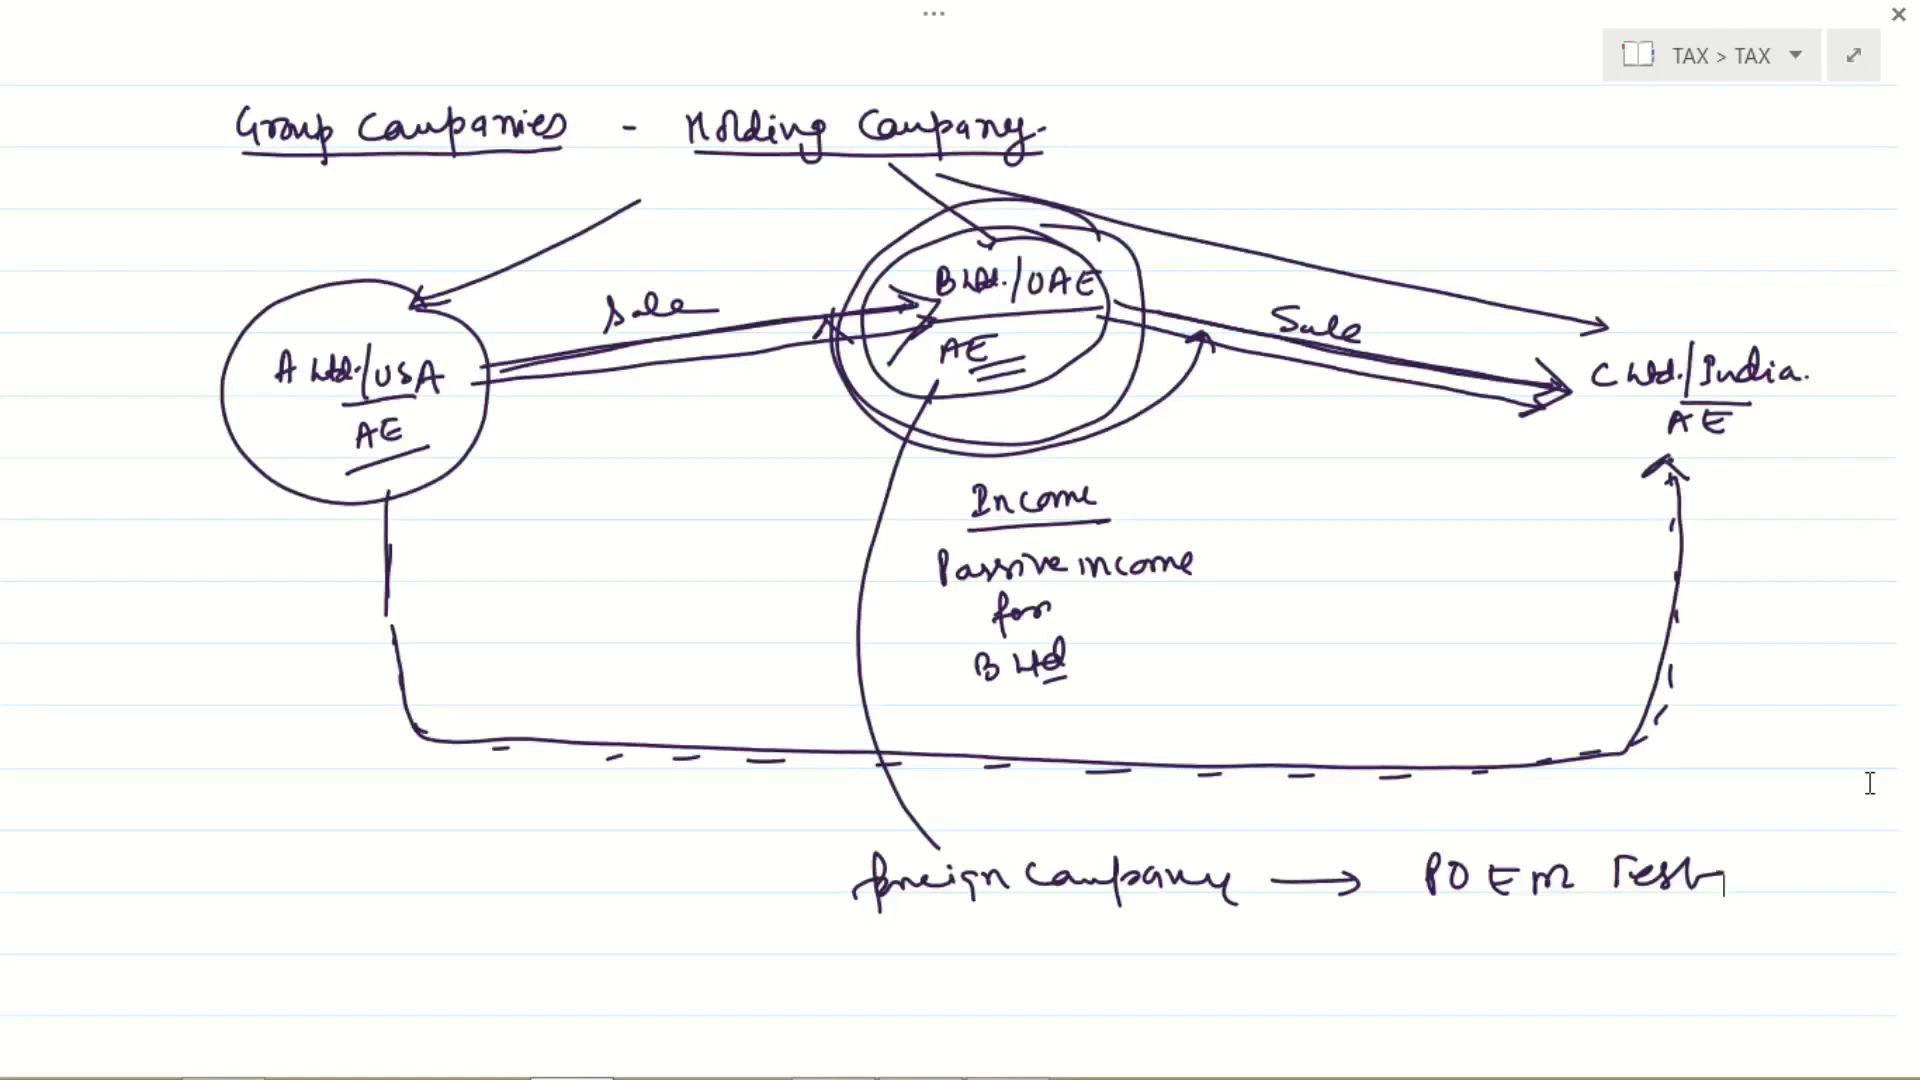 TAX > TAX
Group Companies - Holding Company.
B Ltd./UAE
AE
Sale
Sale
A Ltd./USA
AE
C Ltd./India.
AE
Income
Passive income
for
B Ltd
foreign company → POEM Test